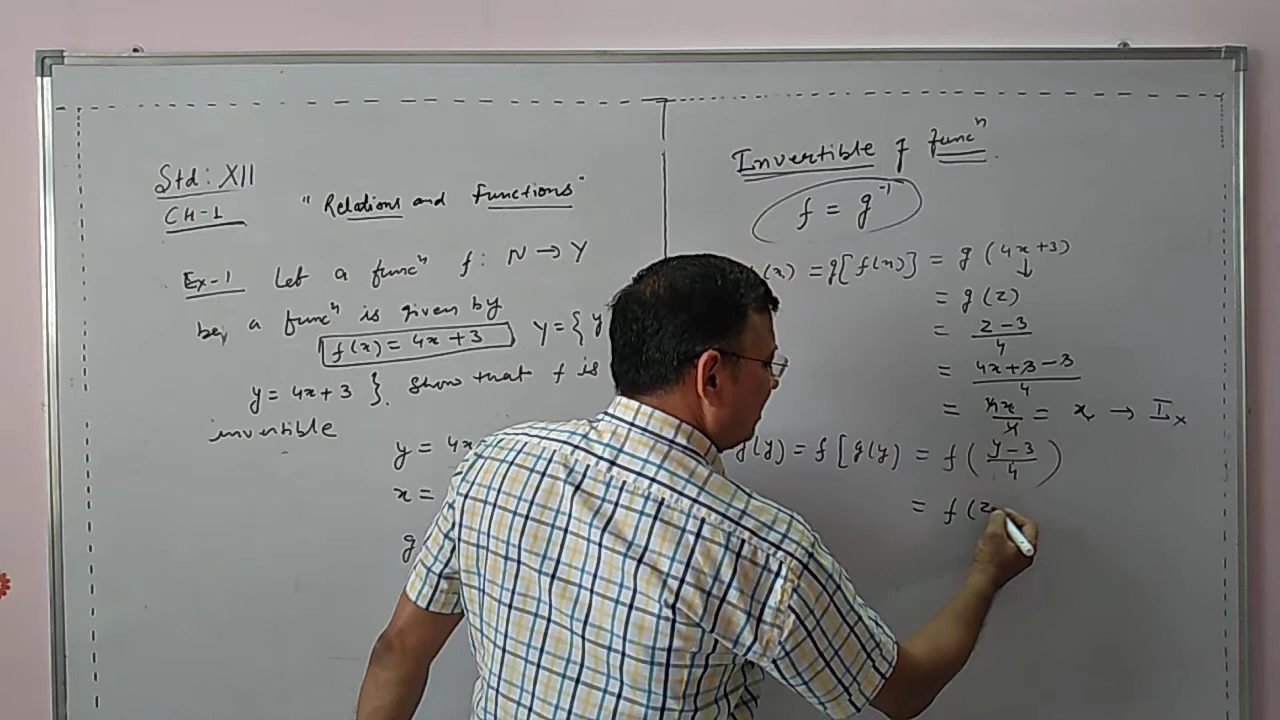 Std: XII
CH-1
"Relations and Functions"
Ex-1 Let a funcⁿ f: N → Y
be, a funcⁿ is given by
f(x) = 4x + 3 Y = { y
y = 4x + 3 }. Show that f is
invertible
y = 4x
x =
g
Invertible of funcⁿ
f = g⁻¹
(x) = g[f(x)] = g (4x+3)
= g (z)
= z - 3 / 4
= 4x + 3 - 3 / 4
= 4x / 4 = x → I_x
g(y) = f[g(y) = f( y - 3 / 4 )
= f(z